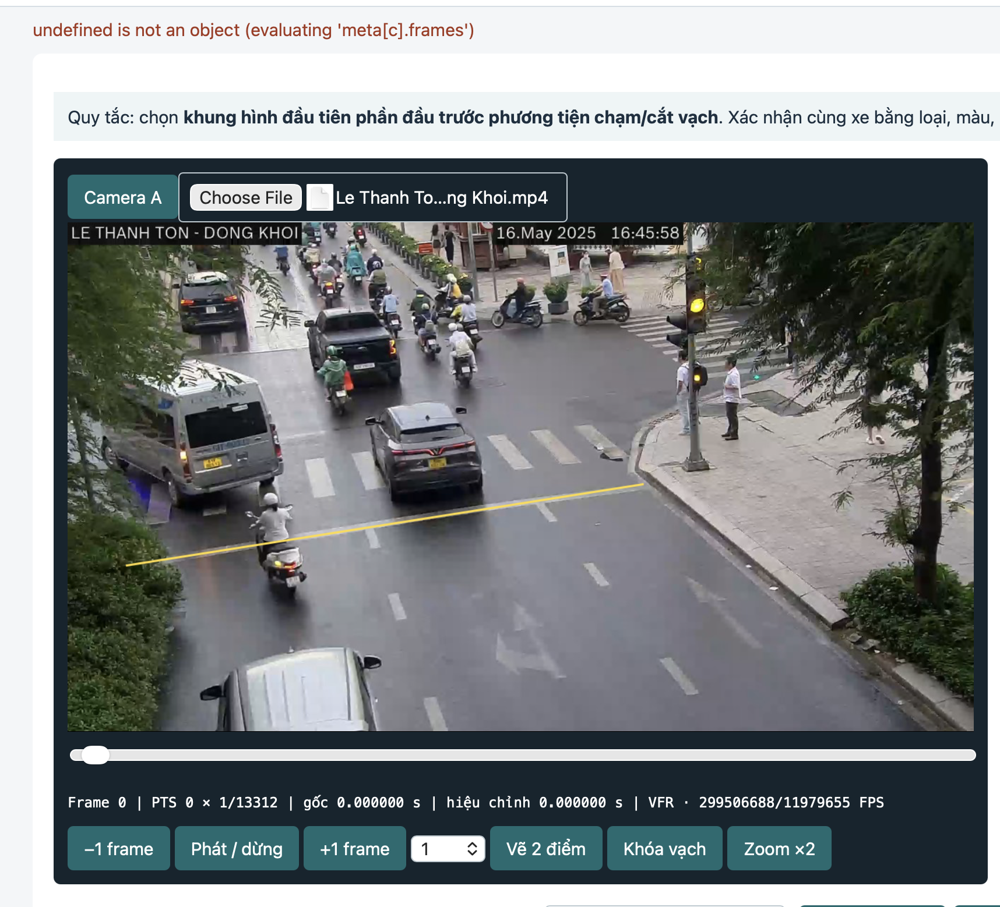 undefined is not an object (evaluating 'meta[c].frames')
Quy tắc: chọn khung hình đầu tiên phần đầu trước phương tiện chạm/cắt vạch. Xác nhận cùng xe bằng loại, màu,
Camera A
Choose File Le Thanh To...ng Khoi.mp4
LE THANH TON - DONG KHOI
16.May 2025 16:45:58
Frame 0 | PTS 0 × 1/13312 | gốc 0.000000 s | hiệu chỉnh 0.000000 s | VFR · 299506688/11979655 FPS
–1 frame
Phát / dừng
+1 frame
1
Vẽ 2 điểm
Khóa vạch
Zoom ×2